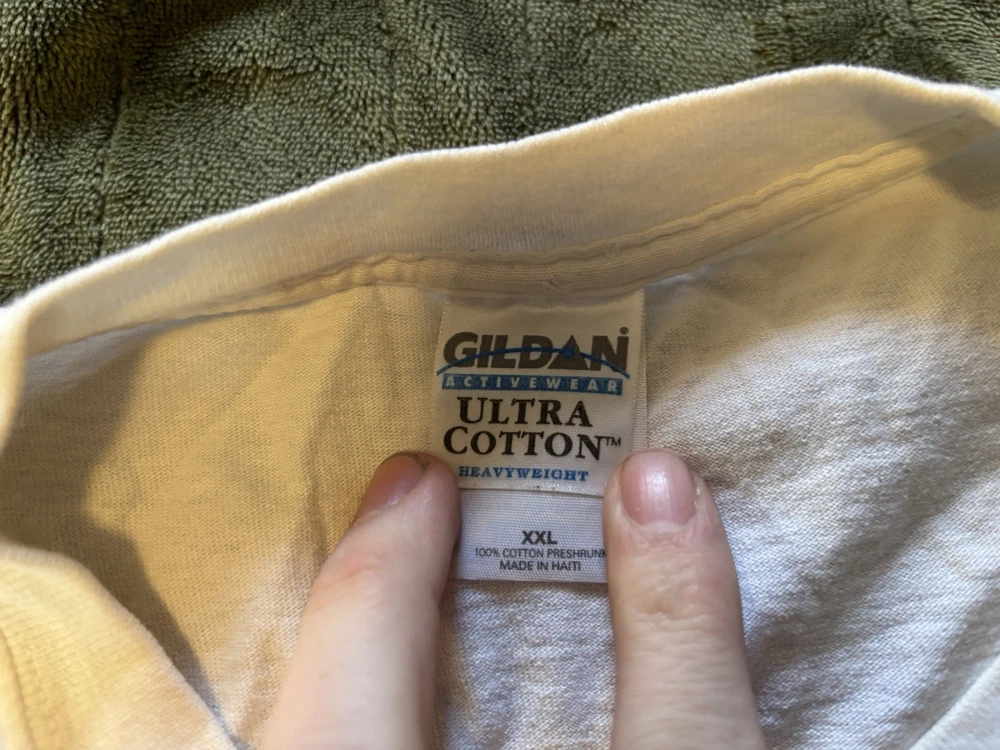 GILDAN
ACTIVEWEAR
ULTRA
COTTON™
HEAVYWEIGHT
XXL
100% COTTON PRESHRUNK
MADE IN HAITI